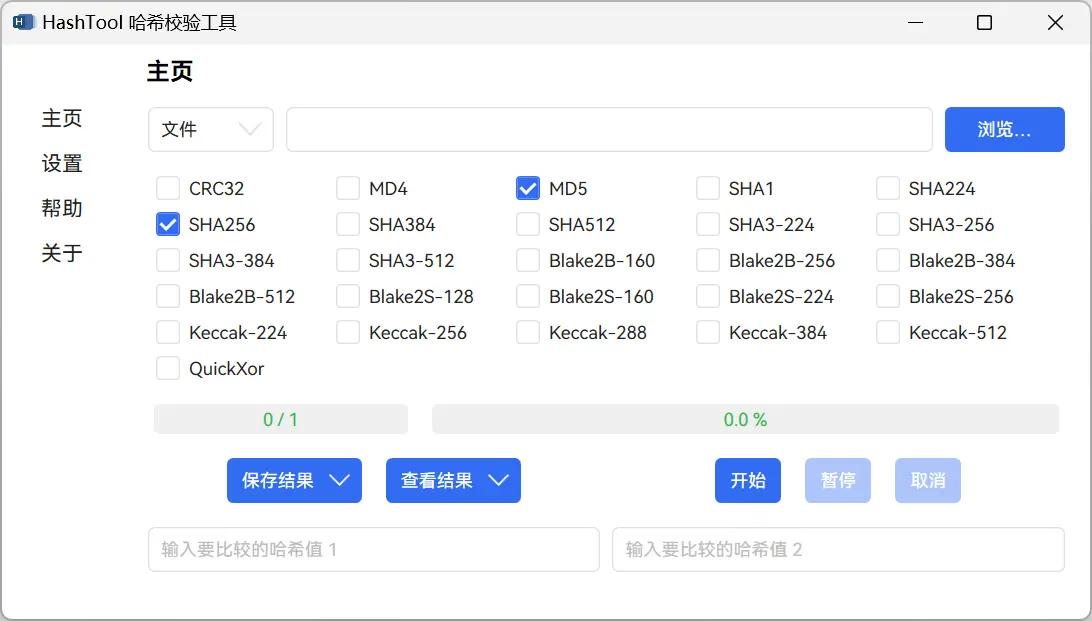 HashTool 哈希校验工具
主页
主页
设置
帮助
关于
文件
浏览...
CRC32 MD4 MD5 SHA1 SHA224
SHA256 SHA384 SHA512 SHA3-224 SHA3-256
SHA3-384 SHA3-512 Blake2B-160 Blake2B-256 Blake2B-384
Blake2B-512 Blake2S-128 Blake2S-160 Blake2S-224 Blake2S-256
Keccak-224 Keccak-256 Keccak-288 Keccak-384 Keccak-512
QuickXor
0 / 1 0.0 %
保存结果 查看结果 开始 暂停 取消
输入要比较的哈希值 1 输入要比较的哈希值 2